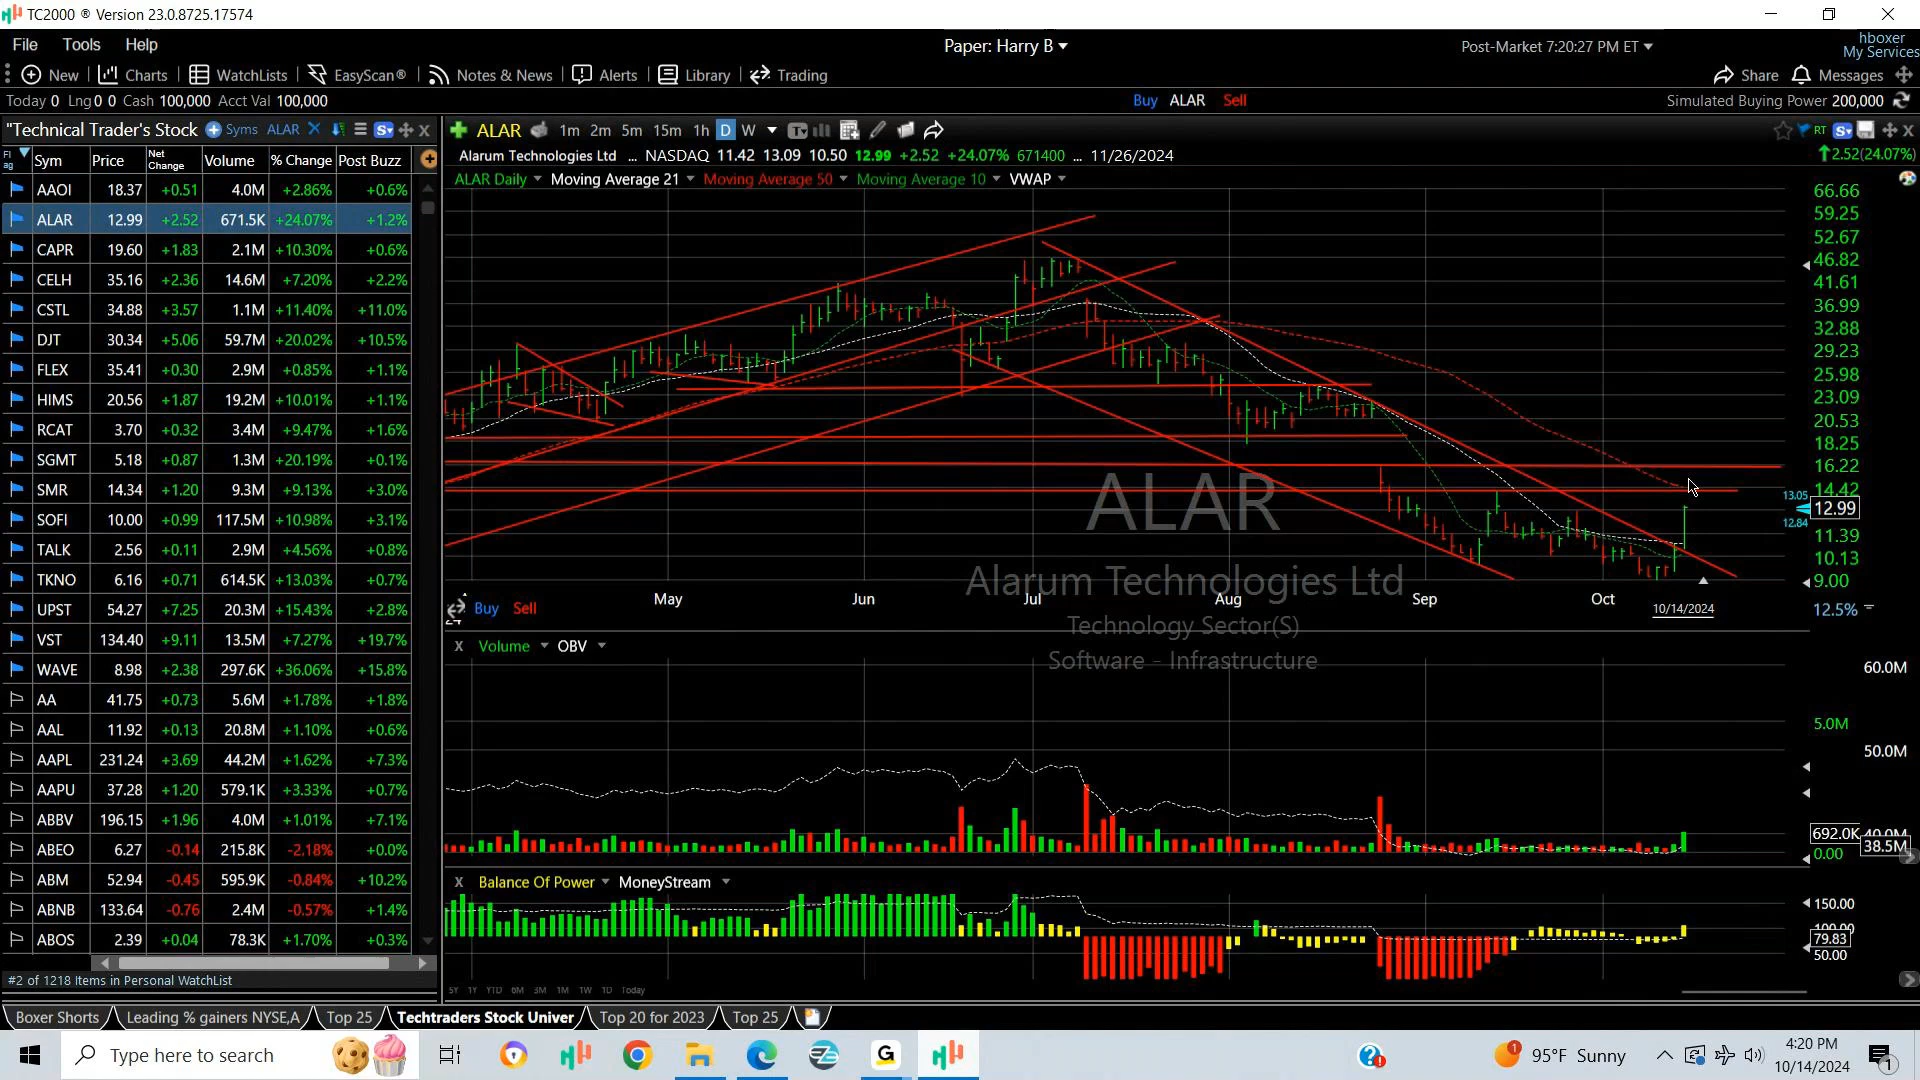 TC2000 ® Version 23.0.8725.17574
File Tools Help
Paper: Harry B
Post-Market 7:20:27 PM ET
hboxer
My Services
New Charts WatchLists EasyScan® Notes & News Alerts Library Trading
Share Messages
Today 0 Lng 0 0 Cash 100,000 Acct Val 100,000
Buy ALAR Sell
Simulated Buying Power 200,000
"Technical Trader's Stock Syms ALAR
ALAR 1m 2m 5m 15m 1h D W
RT
Alarum Technologies Ltd ... NASDAQ 11.42 13.09 10.50 12.99 +2.52 +24.07% 671400 ... 11/26/2024
2.52(24.07%)
ALAR Daily Moving Average 21 Moving Average 50 Moving Average 10 VWAP
Flag Sym Price Net Change Volume % Change Post Buzz
AAOI 18.37 +0.51 4.0M +2.86% +0.6%
ALAR 12.99 +2.52 671.5K +24.07% +1.2%
CAPR 19.60 +1.83 2.1M +10.30% +0.6%
CELH 35.16 +2.36 14.6M +7.20% +2.2%
CSTL 34.88 +3.57 1.1M +11.40% +11.0%
DJT 30.34 +5.06 59.7M +20.02% +10.5%
FLEX 35.41 +0.30 2.9M +0.85% +1.1%
HIMS 20.56 +1.87 19.2M +10.01% +1.1%
RCAT 3.70 +0.32 3.4M +9.47% +1.6%
SGMT 5.18 +0.87 1.3M +20.19% +0.1%
SMR 14.34 +1.20 9.3M +9.13% +3.0%
SOFI 10.00 +0.99 117.5M +10.98% +3.1%
TALK 2.56 +0.11 2.9M +4.56% +0.8%
TKNO 6.16 +0.71 614.5K +13.03% +0.7%
UPST 54.27 +7.25 20.3M +15.43% +2.8%
VST 134.40 +9.11 13.5M +7.27% +19.7%
WAVE 8.98 +2.38 297.6K +36.06% +15.8%
AA 41.75 +0.73 5.6M +1.78% +1.8%
AAL 11.92 +0.13 20.8M +1.10% +0.6%
AAPL 231.24 +3.69 44.2M +1.62% +7.3%
AAPU 37.28 +1.20 579.1K +3.33% +0.7%
ABBV 196.15 +1.96 4.0M +1.01% +7.1%
ABEO 6.27 -0.14 215.8K -2.18% +0.0%
ABM 52.94 -0.45 595.9K -0.84% +10.2%
ABNB 133.64 -0.76 2.4M -0.57% +1.4%
ABOS 2.39 +0.04 78.3K +1.70% +0.3%
#2 of 1218 Items in Personal WatchList
66.66
59.25
52.67
46.82
41.61
36.99
32.88
29.23
25.98
23.09
20.53
18.25
16.22
14.42
13.05
12.99
12.84
11.39
10.13
9.00
12.5%
ALAR
Alarum Technologies Ltd
Technology Sector(S)
Software - Infrastructure
May Jun Jul Aug Sep Oct
10/14/2024
24
Buy Sell
X Volume OBV
60.0M
5.0M
50.0M
692.0K
40.0M
38.5M
0.00
X Balance Of Power MoneyStream
150.00
100.00
79.83
50.00
5Y 1Y YTD 6M 3M 1M 1W 1D Today
Boxer Shorts Leading % gainers NYSE,A Top 25 Techtraders Stock Univer Top 20 for 2023 Top 25
Type here to search
G
1
95°F Sunny
4:20 PM
10/14/2024
1